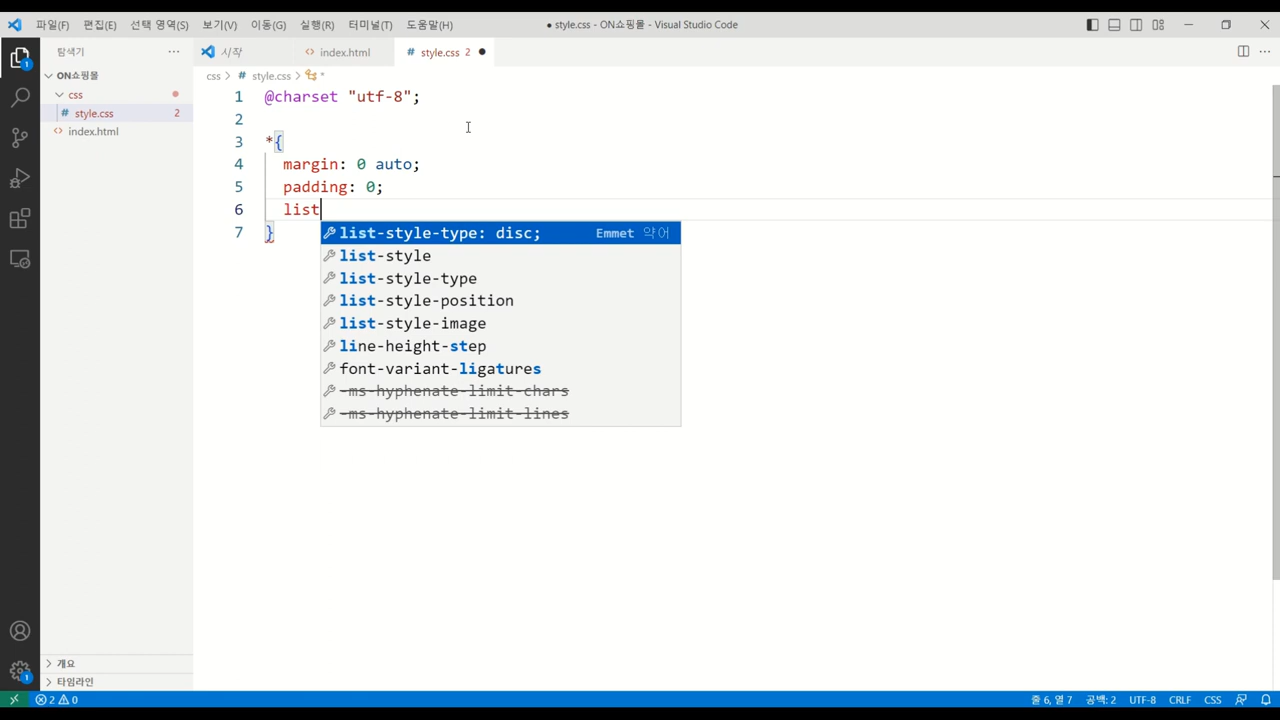 파일(F) 편집(E) 선택 영역(S) 보기(V) 이동(G) 실행(R) 터미널(T) 도움말(H) ● style.css - ON쇼핑몰 - Visual Studio Code
탐색기 ···
시작 index.html # style.css 2 ●
ON쇼핑몰
css > # style.css > *
css
# style.css 2
index.html
1 @charset "utf-8";
2
3 *{
4 margin: 0 auto;
5 padding: 0;
6 list
7 }
list-style-type: disc; Emmet 약어
list-style
list-style-type
list-style-position
list-style-image
line-height-step
font-variant-ligatures
-ms-hyphenate-limit-chars
-ms-hyphenate-limit-lines
1
1
개요
타임라인
2 0 줄 6, 열 7 공백: 2 UTF-8 CRLF CSS